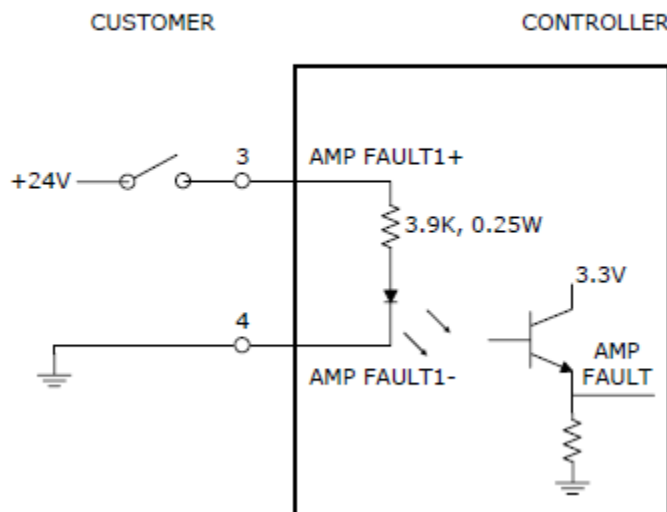 CUSTOMER
CONTROLLER
3
AMP FAULT1+
+24V
3.9K, 0.25W
3.3V
4
AMP
FAULT
AMP FAULT1-